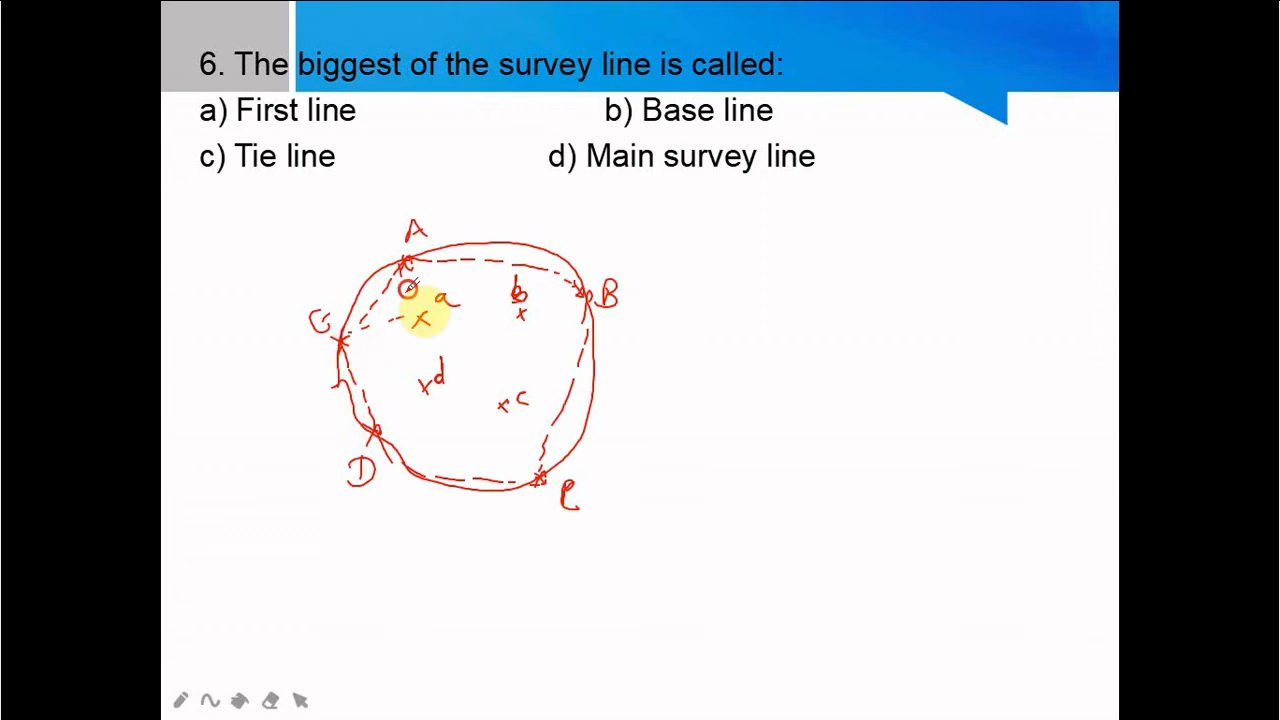 6. The biggest of the survey line is called:
a) First line b) Base line
c) Tie line d) Main survey line
A
a b B
d
c
D